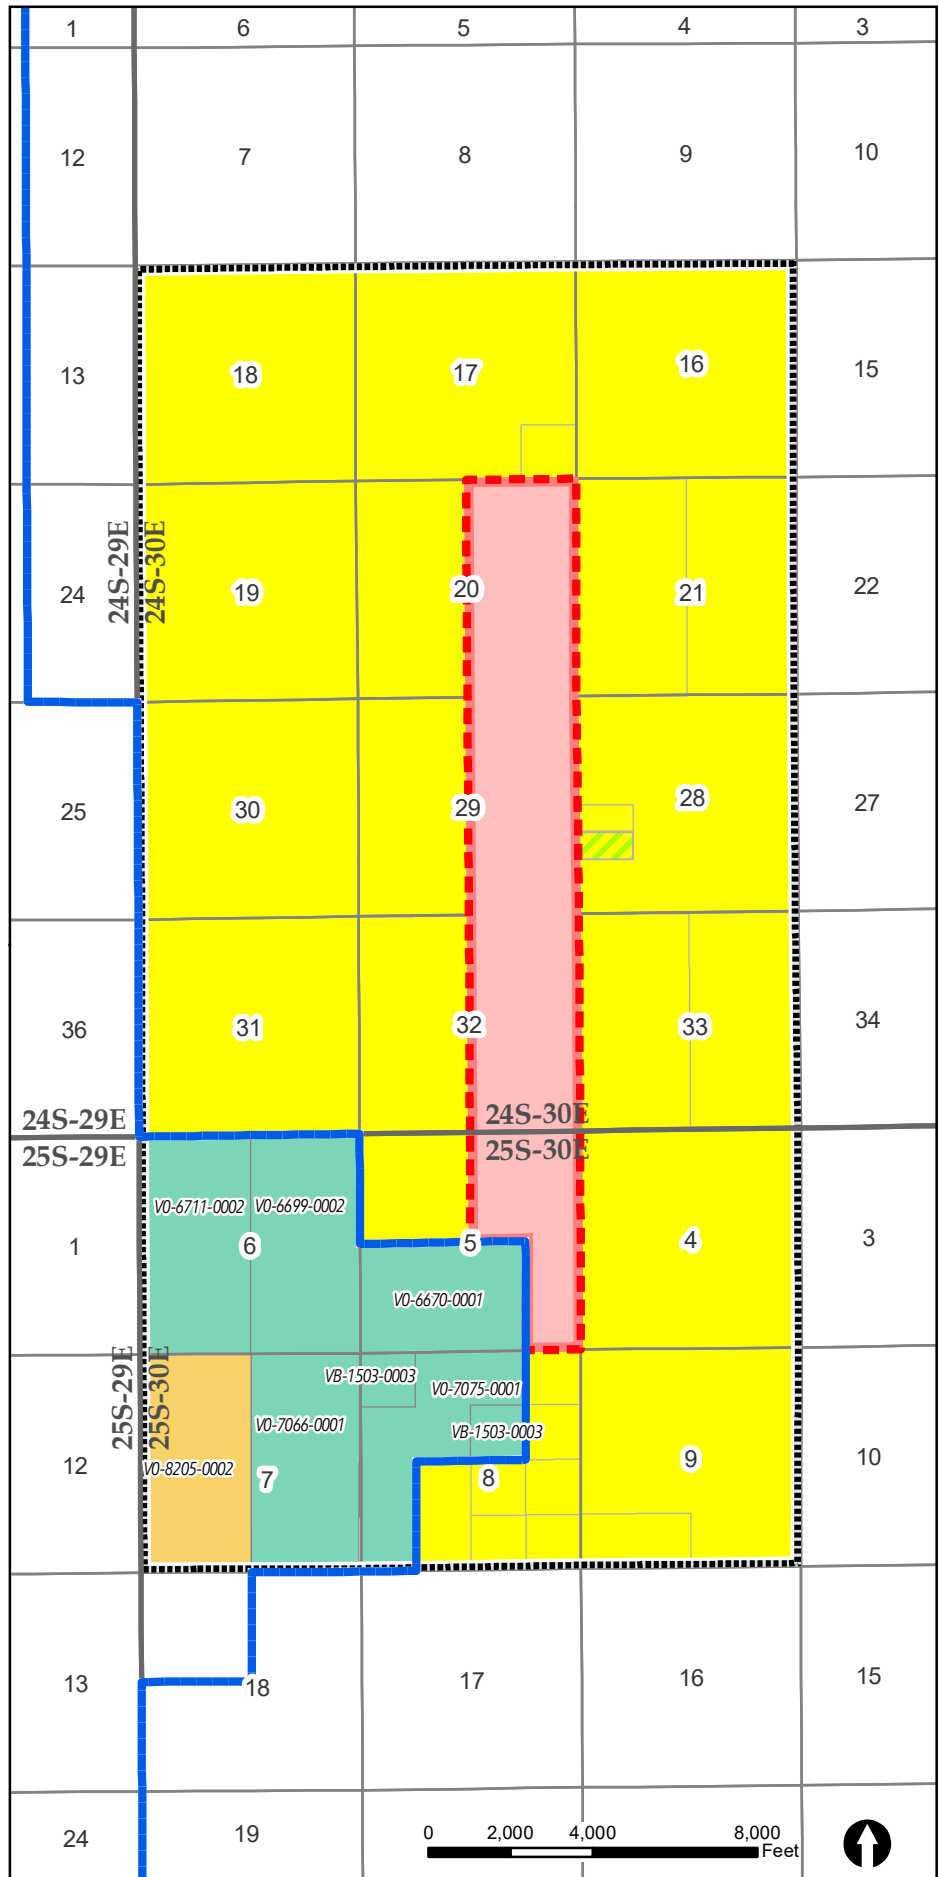 1 6 5 4 3
12 7 8 9 10
13 18 17 16 15
24S-29E
24S-30E
24 19 20 21 22
25 30 29 28 27
36 31 32 33 34
24S-29E 24S-30E
25S-29E 25S-30E
V0-6711-0002 V0-6699-0002
1 6 5 4 3
V0-6670-0001
25S-29E
25S-30E
VB-1503-0003
V0-7075-0001
V0-7066-0001
VB-1503-0003
V0-8205-0002
12 7 8 9 10
13 18 17 16 15
24 19
0 2,000 4,000 8,000
Feet